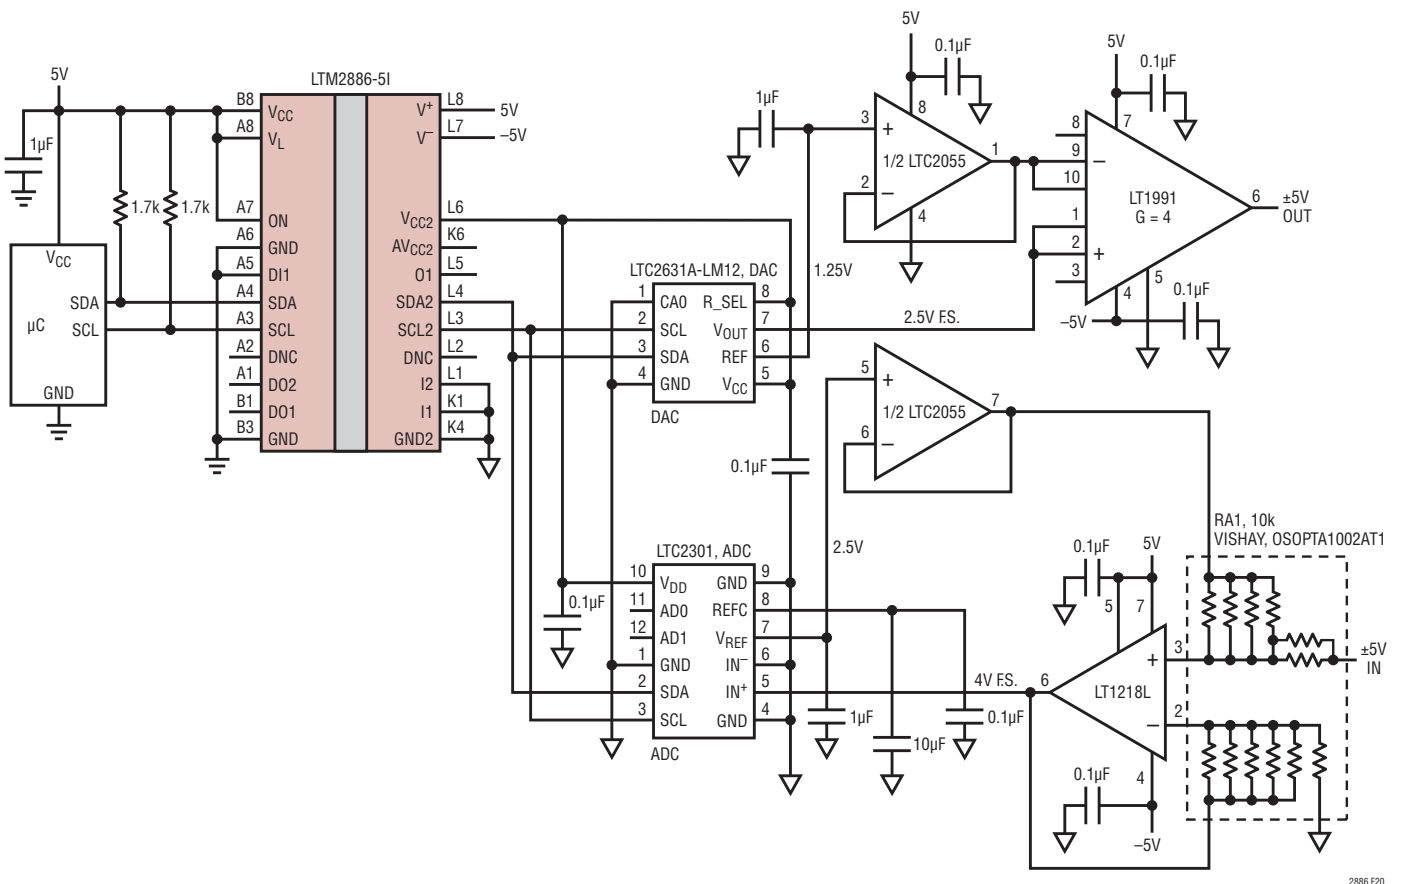 5V
1µF
1.7k
1.7k
VCC
SDA
µC
SCL
GND
LTM2886-5I
B8
VCC
A8
VL
A7
ON
A6
GND
A5
DI1
A4
SDA
A3
SCL
A2
DNC
A1
DO2
B1
DO1
B3
GND
V+
L8
5V
V–
L7
–5V
VCC2
L6
AVCC2
K6
O1
L5
SDA2
L4
SCL2
L3
DNC
L2
I2
L1
I1
K1
GND2
K4
LTC2631A-LM12, DAC
1
CA0
R_SEL
8
2
SCL
VOUT
7
3
SDA
REF
6
4
GND
VCC
5
DAC
0.1µF
LTC2301, ADC
10
VDD
GND
9
11
AD0
REFC
8
12
AD1
VREF
7
1
GND
IN–
6
2
SDA
IN+
5
3
SCL
GND
4
ADC
0.1µF
1µF
10µF
0.1µF
1µF
1.25V
2.5V F.S.
2.5V
4V F.S.
5V
0.1µF
3
+
8
1/2 LTC2055
1
2
–
4
5V
0.1µF
8
7
9
–
10
LT1991
G = 4
6
±5V
OUT
1
2
+
3
5
4
–5V
0.1µF
5
+
1/2 LTC2055
7
6
–
RA1, 10k
VISHAY, OSOPTA1002AT1
0.1µF
5V
5
7
3
+
6
LT1218L
2
–
4
0.1µF
–5V
±5V
IN
2886 F20